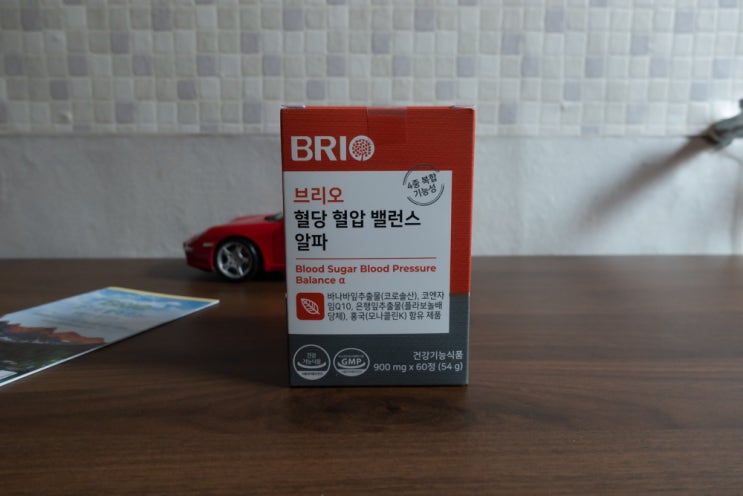 BRIO
4중 복합
기능성
브리오
혈당 혈압 밸런스
알파
Blood Sugar Blood Pressure
Balance α
바나바잎추출물(코로솔산), 코엔자
임Q10, 은행잎추출물(플라보놀배
당체), 홍국(모나콜린K) 함유 제품
건강
기능식품
GMP
건강기능식품
900 mg x 60정 (54 g)